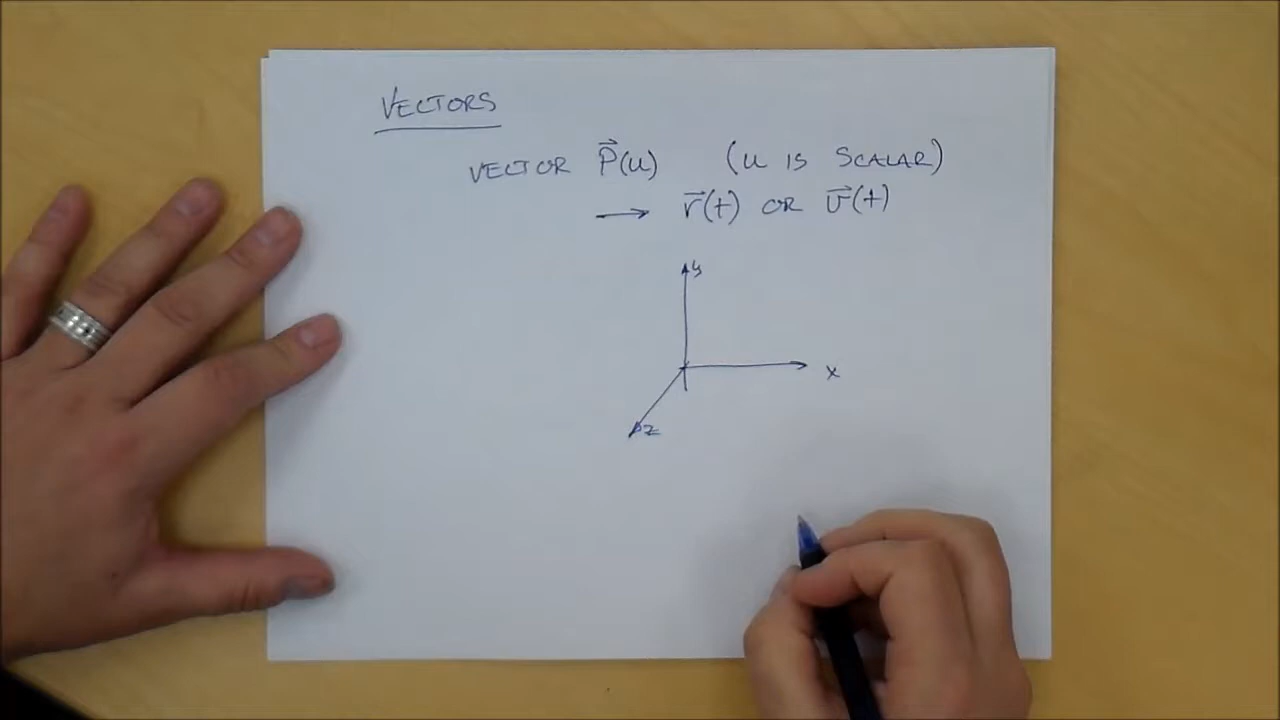 VECTORS
VECTOR P⃗(u) (u IS SCALAR)
→ r⃗(t) OR v⃗(t)
y
x
z